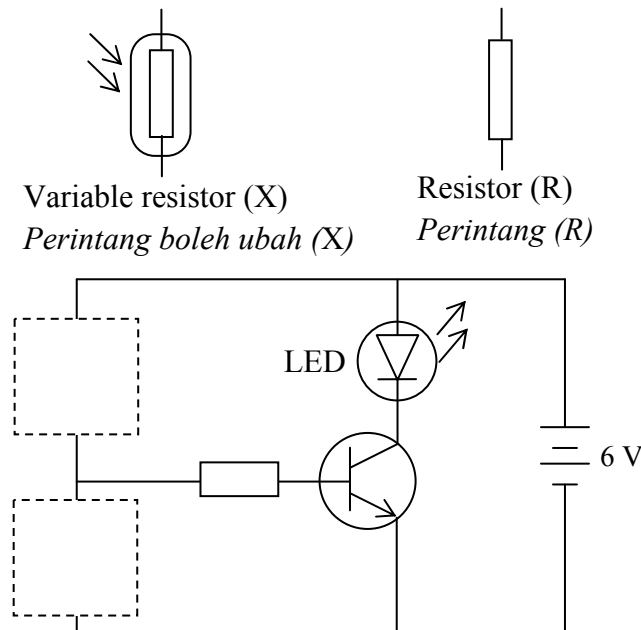 Variable resistor (X)
Perintang boleh ubah (X)
Resistor (R)
Perintang (R)
LED
6 V